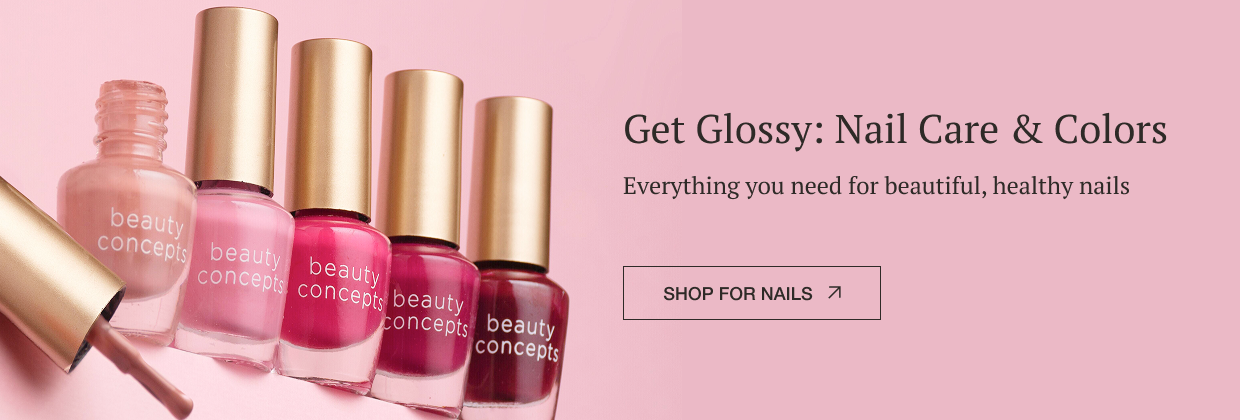 beauty
concepts
beauty
concepts
beauty
concepts
beauty
concepts
beauty
concepts
Get Glossy: Nail Care & Colors
Everything you need for beautiful, healthy nails
SHOP FOR NAILS